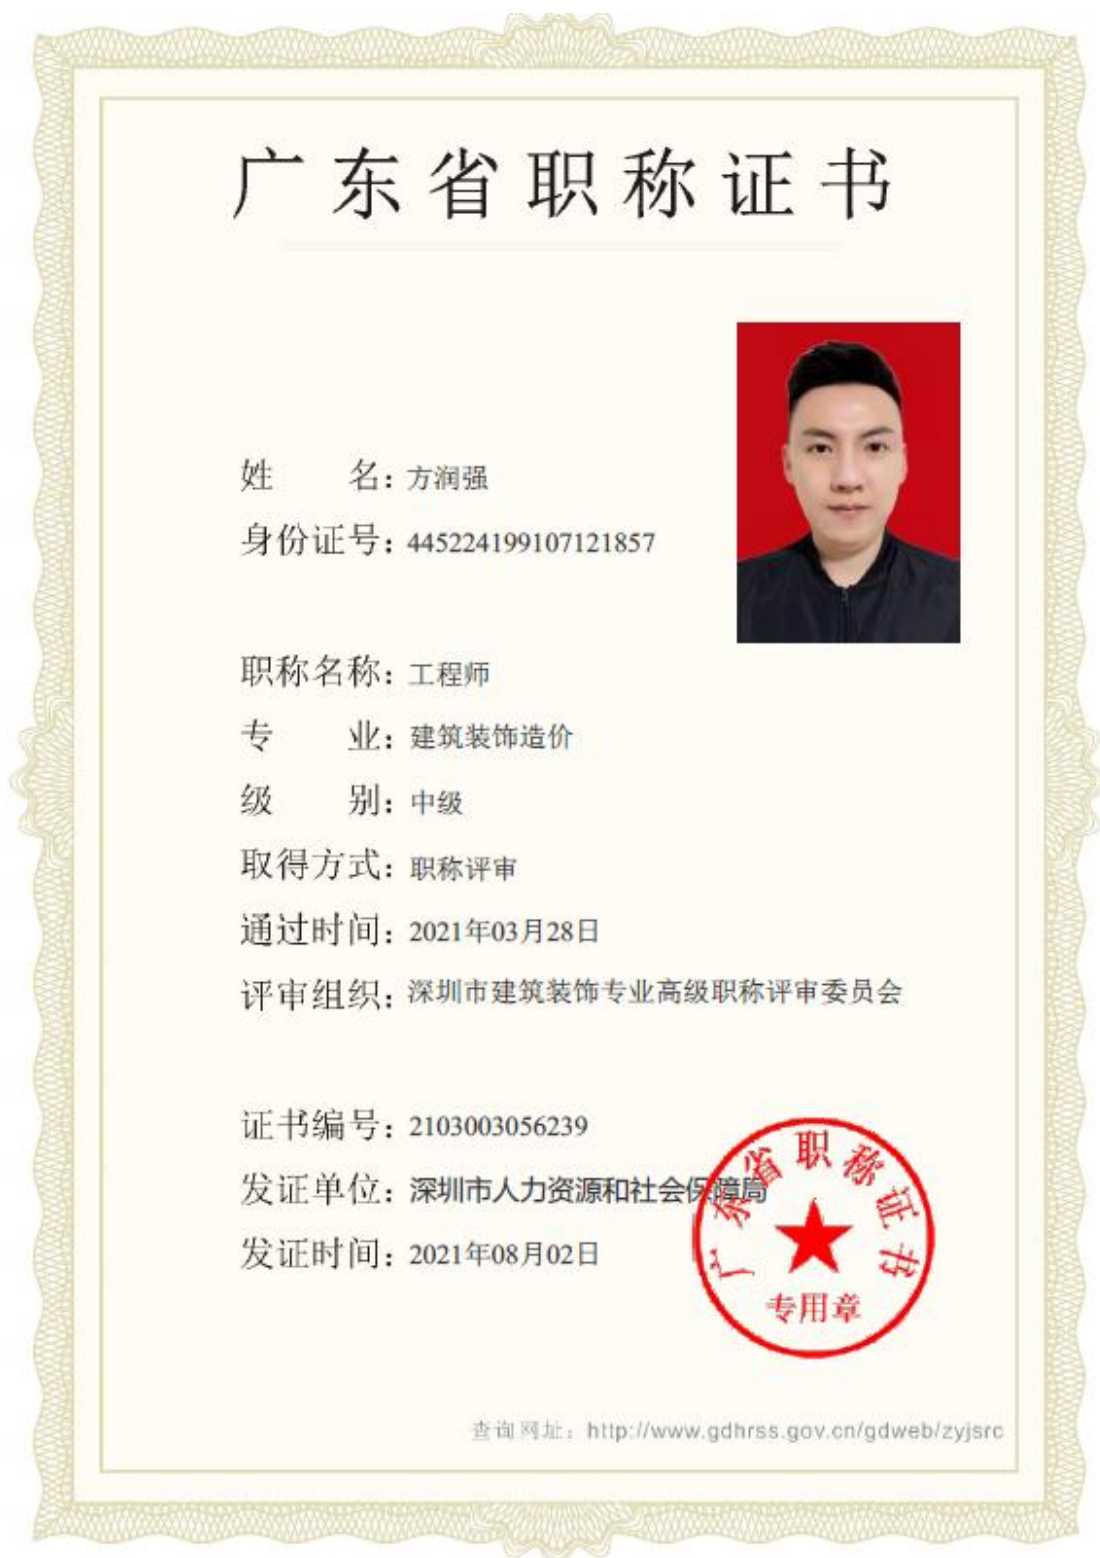 广东省职称证书
姓 名：方润强
身份证号：445224199107121857
职称名称：工程师
专 业：建筑装饰造价
级 别：中级
取得方式：职称评审
通过时间：2021年03月28日
评审组织：深圳市建筑装饰专业高级职称评审委员会
证书编号：2103003056239
发证单位：深圳市人力资源和社会保障局
发证时间：2021年08月02日
广东省职称证书
专用章
查询网址：http://www.gdhrss.gov.cn/gdweb/zyjsrc